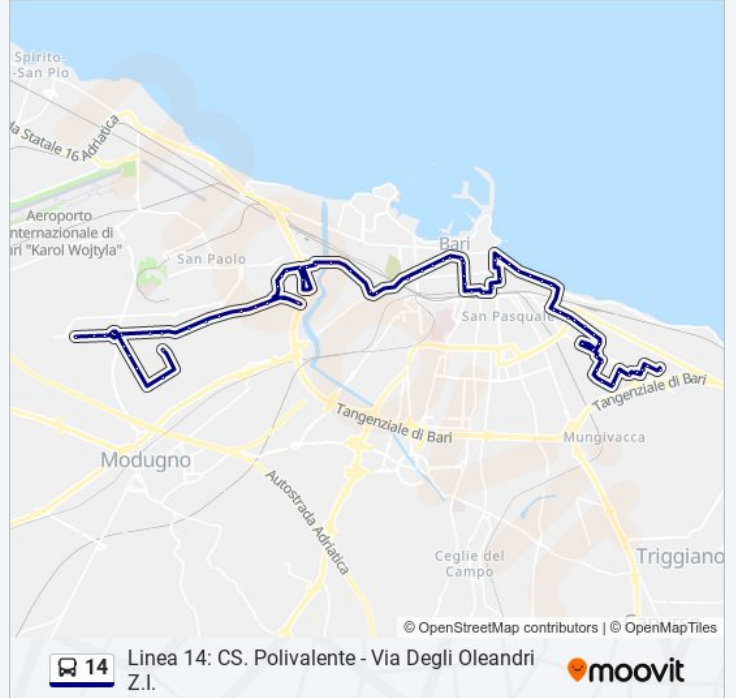 Spirito-
-San Pio
da Statale 16 Adriatica
Aeroporto
nternazionale di
ri "Karol Wojtyla"
San Paolo
Bari
San Pasquale
Tangenziale di Bari
Tangenziale di Bari
Mungivacca
Modugno
Autostrada Adriatica
Ceglie del
Campo
Triggiano
© OpenStreetMap contributors | © OpenMapTiles
14
Linea 14: CS. Polivalente - Via Degli Oleandri
Z.I.
moovit